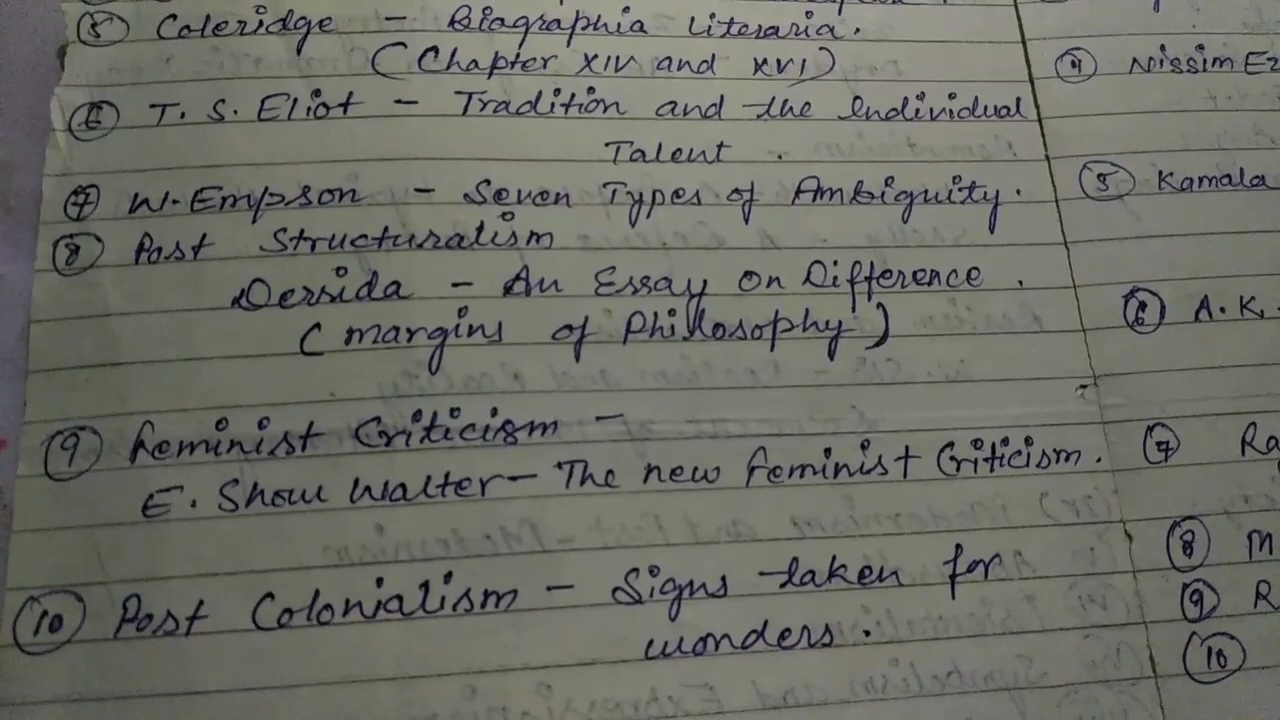 (5) Coleridge - Biographia Literaria.
(Chapter XIV and XVI)
(6) T. S. Eliot - Tradition and the Individual
Talent.
(7) W. Empson - Seven Types of Ambiguity.
(8) Post Structuralism
Derrida - An Essay on Difference.
(margins of Philosophy)
(9) Feminist Criticism -
E. Show Walter - The new Feminist Criticism.
(10) Post Colonialism - Signs taken for
wonders.
(4) Nissim Ez
(5) Kamala
(6) A. K.
(7) Ra
(8) M
(9) R
(10)